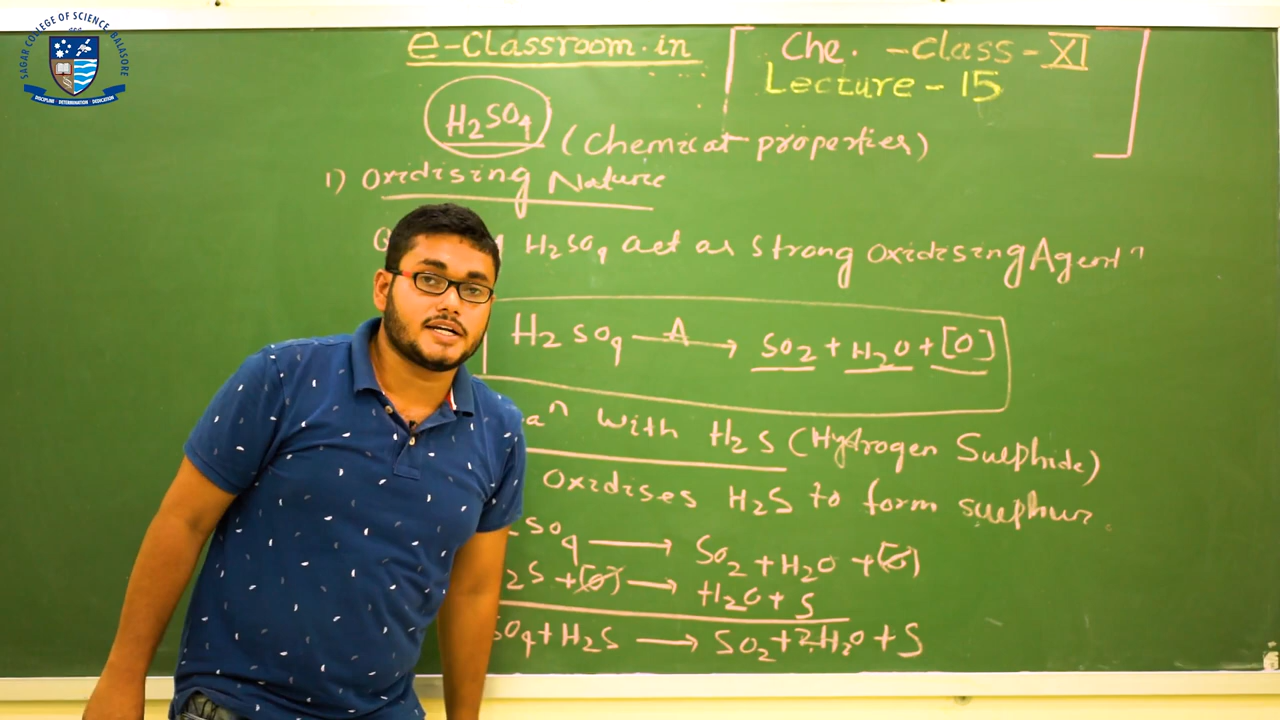 SAGAR COLLEGE OF SCIENCE, BALASORE
DISCIPLINE DETERMINATION DEDICATION
e-Classroom.in
Che. -Class-XI
Lecture-15
H2SO4 (Chemical properties)
1) Oxidising Nature
H2SO4 act as strong oxidising Agent"
H2SO4 —Δ→ SO2 + H2O + [O]
with H2S (Hydrogen Sulphide)
Oxidises H2S to form sulphur.
SO4 ⟶ SO2 + H2O + [O]
2S + [O] ⟶ H2O + S
SO4 + H2S ⟶ SO2 + 2H2O + S